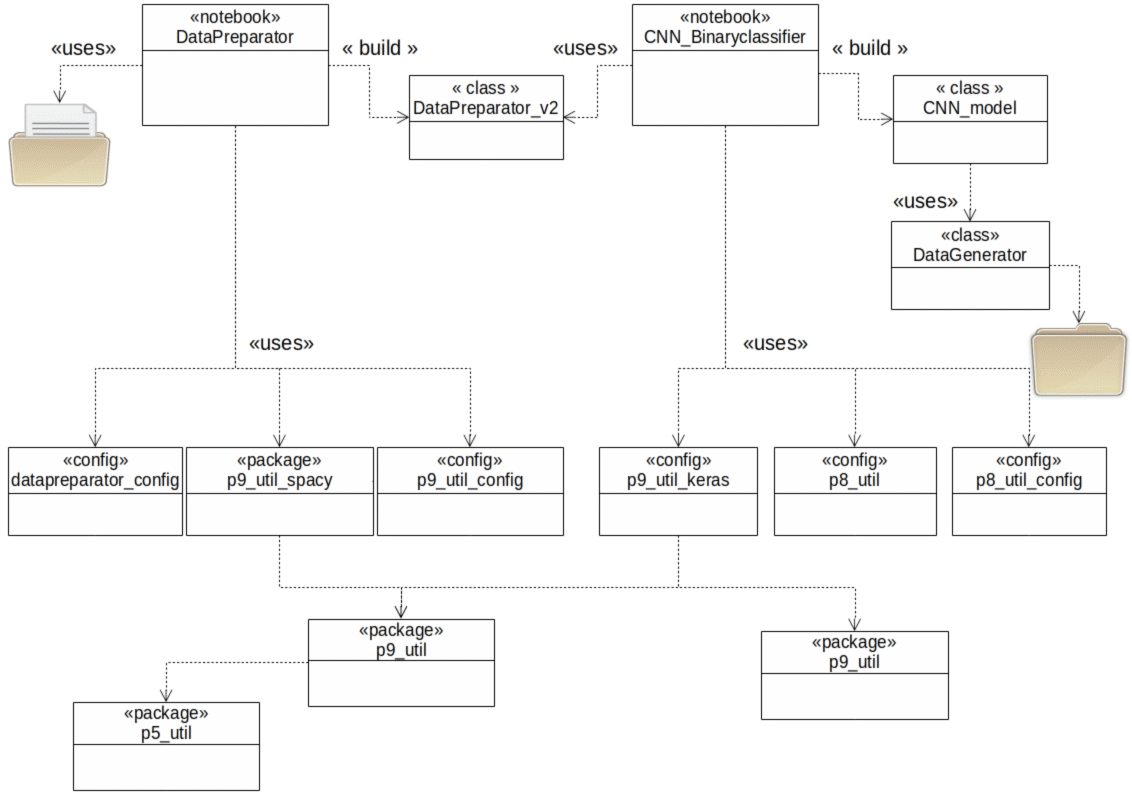 «notebook»
DataPreparator
«notebook»
CNN_Binaryclassifier
«uses»
« build »
«uses»
« build »
« class »
DataPreparator_v2
« class »
CNN_model
«uses»
«class»
DataGenerator
«uses»
«uses»
«config»
datapreparator_config
«package»
p9_util_spacy
«config»
p9_util_config
«config»
p9_util_keras
«config»
p8_util
«config»
p8_util_config
«package»
p9_util
«package»
p9_util
«package»
p5_util